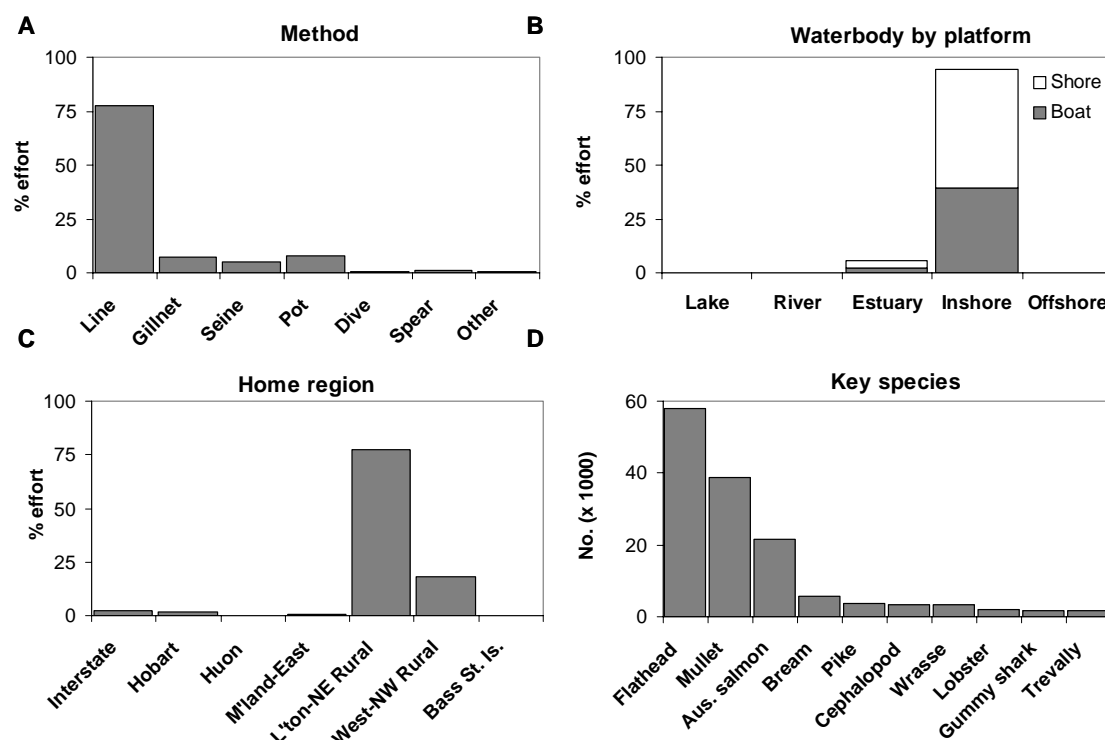 A
Method
100
75
50
25
0
% effort
Line
Gillnet
Seine
Pot
Dive
Spear
Other
B
Waterbody by platform
100
75
50
25
0
% effort
Shore
Boat
Lake
River
Estuary
Inshore
Offshore
C
Home region
100
75
50
25
0
% effort
Interstate
Hobart
Huon
M'land-East
L'ton-NE Rural
West-NW Rural
Bass St. Is.
D
Key species
60
40
20
0
No. (x 1000)
Flathead
Mullet
Aus. salmon
Bream
Pike
Cephalopod
Wrasse
Lobster
Gummy shark
Trevally